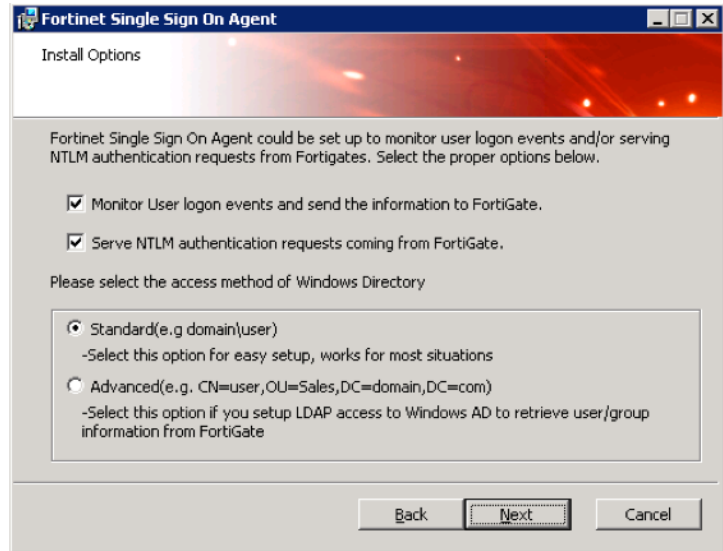 Fortinet Single Sign On Agent
Install Options
Fortinet Single Sign On Agent could be set up to monitor user logon events and/or serving
NTLM authentication requests from Fortigates. Select the proper options below.
Monitor User logon events and send the information to FortiGate.
Serve NTLM authentication requests coming from FortiGate.
Please select the access method of Windows Directory
Standard(e.g domain\user)
-Select this option for easy setup, works for most situations
Advanced(e.g. CN=user,OU=Sales,DC=domain,DC=com)
-Select this option if you setup LDAP access to Windows AD to retrieve user/group
information from FortiGate
Back Next Cancel